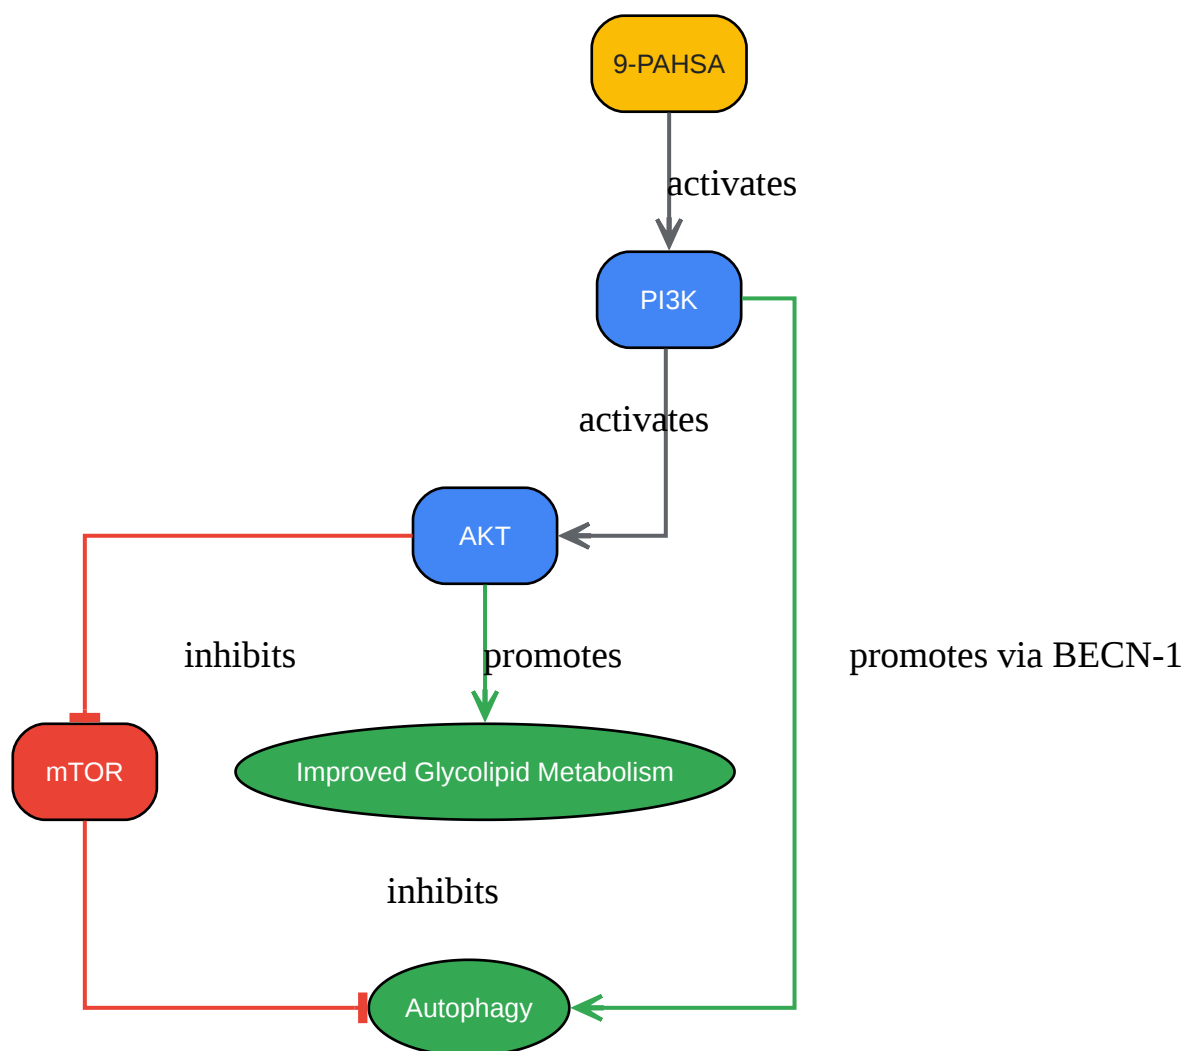 9-PAHSA
activates
PI3K
activates
AKT
inhibits
promotes
promotes via BECN-1
mTOR
Improved Glycolipid Metabolism
inhibits
Autophagy